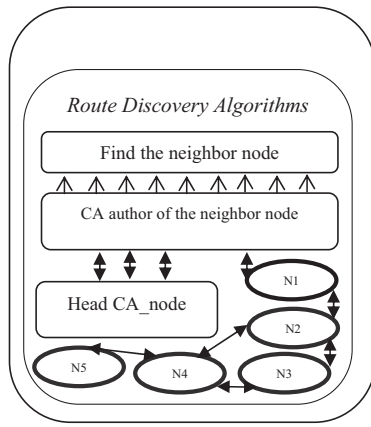 Route Discovery Algorithms
Find the neighbor node
CA author of the neighbor node
N1
Head CA_node
N2
N5
N4
N3